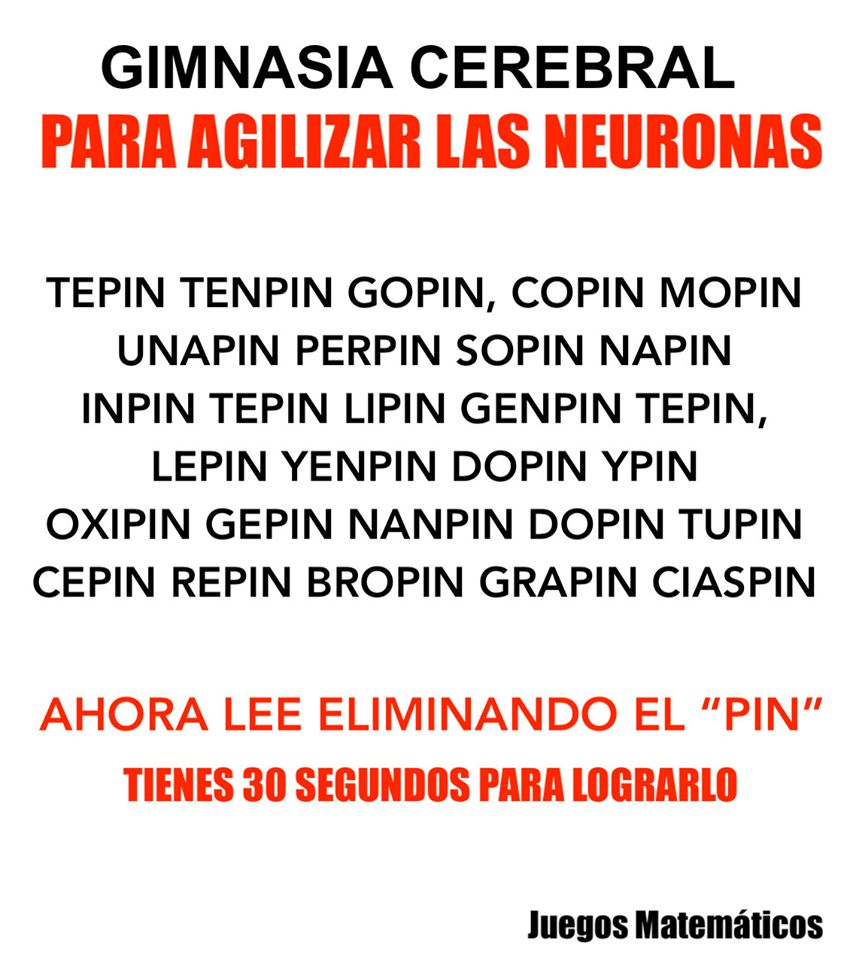 GIMNASIA CEREBRAL
PARA AGILIZAR LAS NEURONAS
TEPIN TENPIN GOPIN, COPIN MOPIN
UNAPIN PERPIN SOPIN NAPIN
INPIN TEPIN LIPIN GENPIN TEPIN,
LEPIN YENPIN DOPIN YPIN
OXIPIN GEPIN NANPIN DOPIN TUPIN
CEPIN REPIN BROPIN GRAPIN CIASPIN
AHORA LEE ELIMINANDO EL “PIN”
TIENES 30 SEGUNDOS PARA LOGRARLO
Juegos Matemáticos